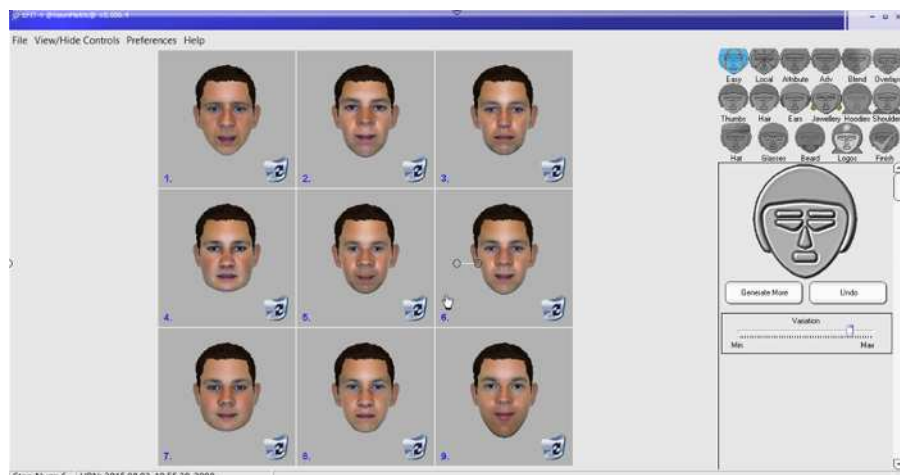 File View/Hide Controls Preferences Help
Easy Local Attribute Adv Blend Overlays
Thumbs Hair Ears Jewellery Hoodies Shoulder
Hat Glasses Beard Logos Finish
1. 2. 3.
4. 5. 6.
7. 8. 9.
Generate More Undo
Variation
Min Max